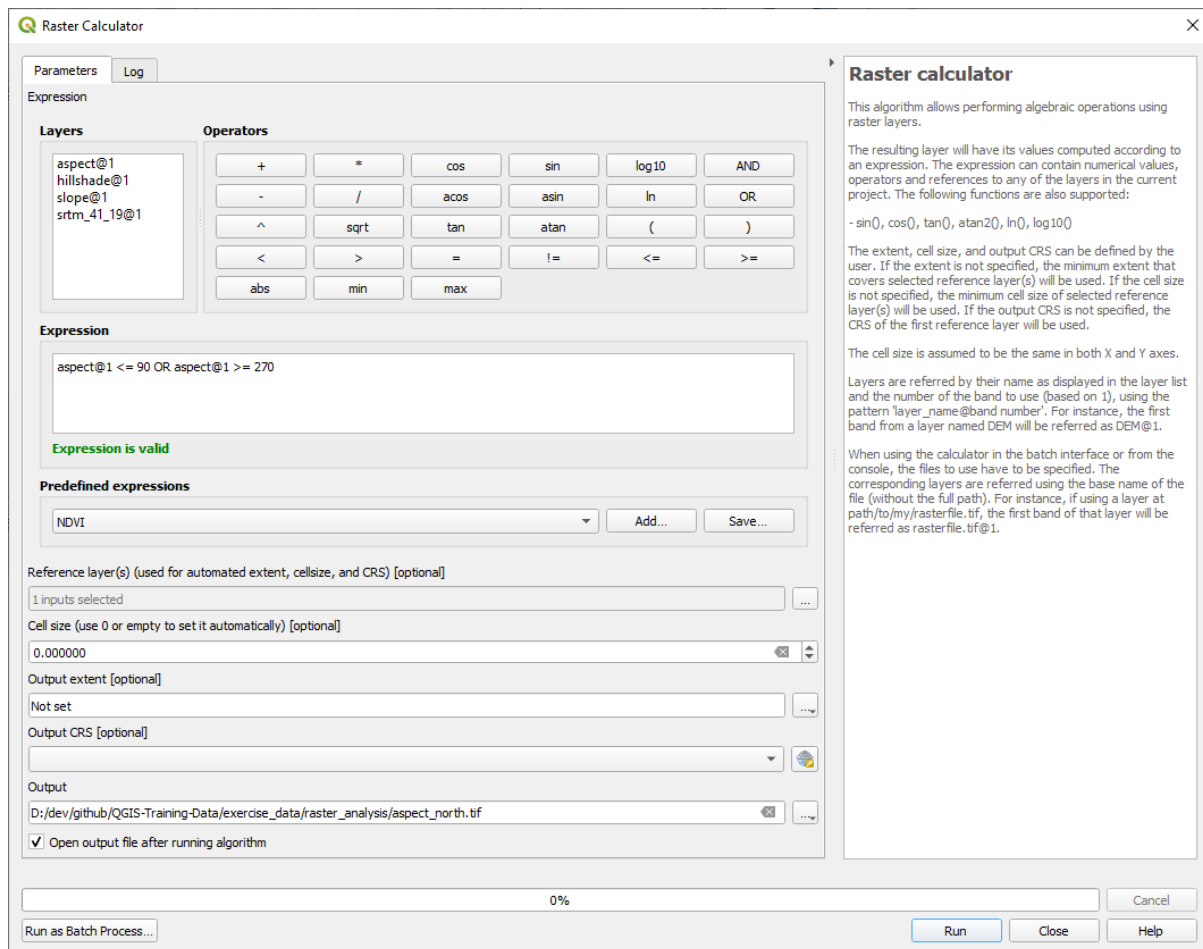 Raster Calculator
Parameters
Log
Expression
Layers
Operators
aspect@1
hillshade@1
slope@1
srtm_41_19@1
+ * cos sin log10 AND
- / acos asin ln OR
^ sqrt tan atan ( )
< > = != <= >=
abs min max
Expression
aspect@1 <= 90 OR aspect@1 >= 270
Expression is valid
Predefined expressions
NDVI
Add...
Save...
Reference layer(s) (used for automated extent, cellsize, and CRS) [optional]
1 inputs selected
...
Cell size (use 0 or empty to set it automatically) [optional]
0.000000
Output extent [optional]
Not set
...
Output CRS [optional]
Output
D:/dev/github/QGIS-Training-Data/exercise_data/raster_analysis/aspect_north.tif
...
Open output file after running algorithm
Raster calculator
This algorithm allows performing algebraic operations using
raster layers.
The resulting layer will have its values computed according to
an expression. The expression can contain numerical values,
operators and references to any of the layers in the current
project. The following functions are also supported:
- sin(), cos(), tan(), atan2(), ln(), log10()
The extent, cell size, and output CRS can be defined by the
user. If the extent is not specified, the minimum extent that
covers selected reference layer(s) will be used. If the cell size
is not specified, the minimum cell size of selected reference
layer(s) will be used. If the output CRS is not specified, the
CRS of the first reference layer will be used.
The cell size is assumed to be the same in both X and Y axes.
Layers are referred by their name as displayed in the layer list
and the number of the band to use (based on 1), using the
pattern 'layer_name@band number'. For instance, the first
band from a layer named DEM will be referred as DEM@1.
When using the calculator in the batch interface or from the
console, the files to use have to be specified. The
corresponding layers are referred using the base name of the
file (without the full path). For instance, if using a layer at
path/to/my/rasterfile.tif, the first band of that layer will be
referred as rasterfile.tif@1.
0%
Cancel
Run as Batch Process...
Run
Close
Help